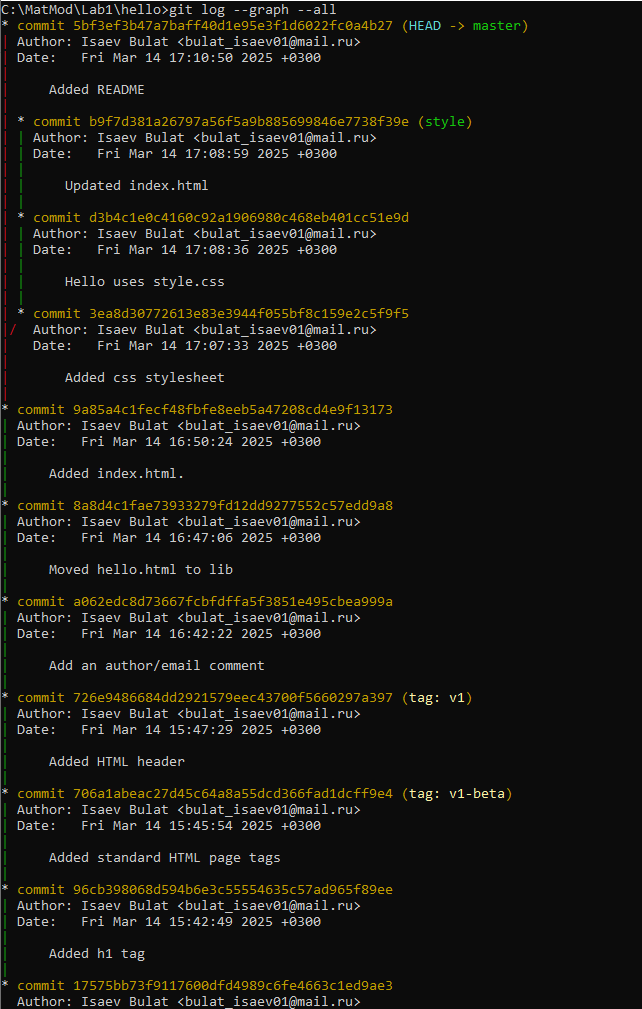 C:\MatMod\Lab1\hello>git log --graph --all
* commit 5bf3ef3b47a7baff40d1e95e3f1d6022fc0a4b27 (HEAD -> master)
| Author: Isaev Bulat <bulat_isaev01@mail.ru>
| Date:   Fri Mar 14 17:10:50 2025 +0300
|
|     Added README
|
| * commit b9f7d381a26797a56f5a9b885699846e7738f39e (style)
| | Author: Isaev Bulat <bulat_isaev01@mail.ru>
| | Date:   Fri Mar 14 17:08:59 2025 +0300
| |
| |     Updated index.html
| |
| * commit d3b4c1e0c4160c92a1906980c468eb401cc51e9d
| | Author: Isaev Bulat <bulat_isaev01@mail.ru>
| | Date:   Fri Mar 14 17:08:36 2025 +0300
| |
| |     Hello uses style.css
| |
| * commit 3ea8d30772613e83e3944f055bf8c159e2c5f9f5
|/  Author: Isaev Bulat <bulat_isaev01@mail.ru>
|   Date:   Fri Mar 14 17:07:33 2025 +0300
|
|       Added css stylesheet
|
* commit 9a85a4c1fecf48fbfe8eeb5a47208cd4e9f13173
| Author: Isaev Bulat <bulat_isaev01@mail.ru>
| Date:   Fri Mar 14 16:50:24 2025 +0300
|
|     Added index.html.
|
* commit 8a8d4c1fae73933279fd12dd9277552c57edd9a8
| Author: Isaev Bulat <bulat_isaev01@mail.ru>
| Date:   Fri Mar 14 16:47:06 2025 +0300
|
|     Moved hello.html to lib
|
* commit a062edc8d73667fcbfdffa5f3851e495cbea999a
| Author: Isaev Bulat <bulat_isaev01@mail.ru>
| Date:   Fri Mar 14 16:42:22 2025 +0300
|
|     Add an author/email comment
|
* commit 726e9486684dd2921579eec43700f5660297a397 (tag: v1)
| Author: Isaev Bulat <bulat_isaev01@mail.ru>
| Date:   Fri Mar 14 15:47:29 2025 +0300
|
|     Added HTML header
|
* commit 706a1abeac27d45c64a8a55dcd366fad1dcff9e4 (tag: v1-beta)
| Author: Isaev Bulat <bulat_isaev01@mail.ru>
| Date:   Fri Mar 14 15:45:54 2025 +0300
|
|     Added standard HTML page tags
|
* commit 96cb398068d594b6e3c55554635c57ad965f89ee
| Author: Isaev Bulat <bulat_isaev01@mail.ru>
| Date:   Fri Mar 14 15:42:49 2025 +0300
|
|     Added h1 tag
|
* commit 17575bb73f9117600dfd4989c6fe4663c1ed9ae3
  Author: Isaev Bulat <bulat_isaev01@mail.ru>